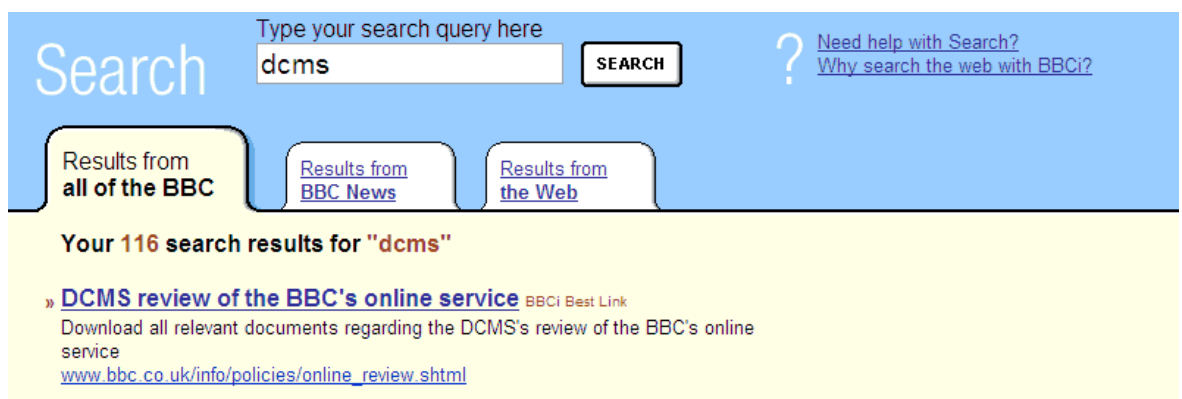 Search
Type your search query here
dcms
SEARCH
?
Need help with Search?
Why search the web with BBCi?
Results from
all of the BBC
Results from
BBC News
Results from
the Web
Your 116 search results for "dcms"
» DCMS review of the BBC's online service BBCi Best Link
Download all relevant documents regarding the DCMS's review of the BBC's online
service
www.bbc.co.uk/info/policies/online_review.shtml